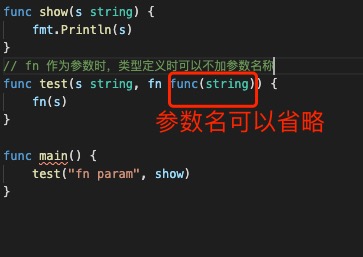 func show(s string) {
    fmt.Println(s)
}
// fn 作为参数时，类型定义时可以不加参数名称
func test(s string, fn func(string)) {
    fn(s)
}
参数名可以省略
func main() {
    test("fn param", show)
}